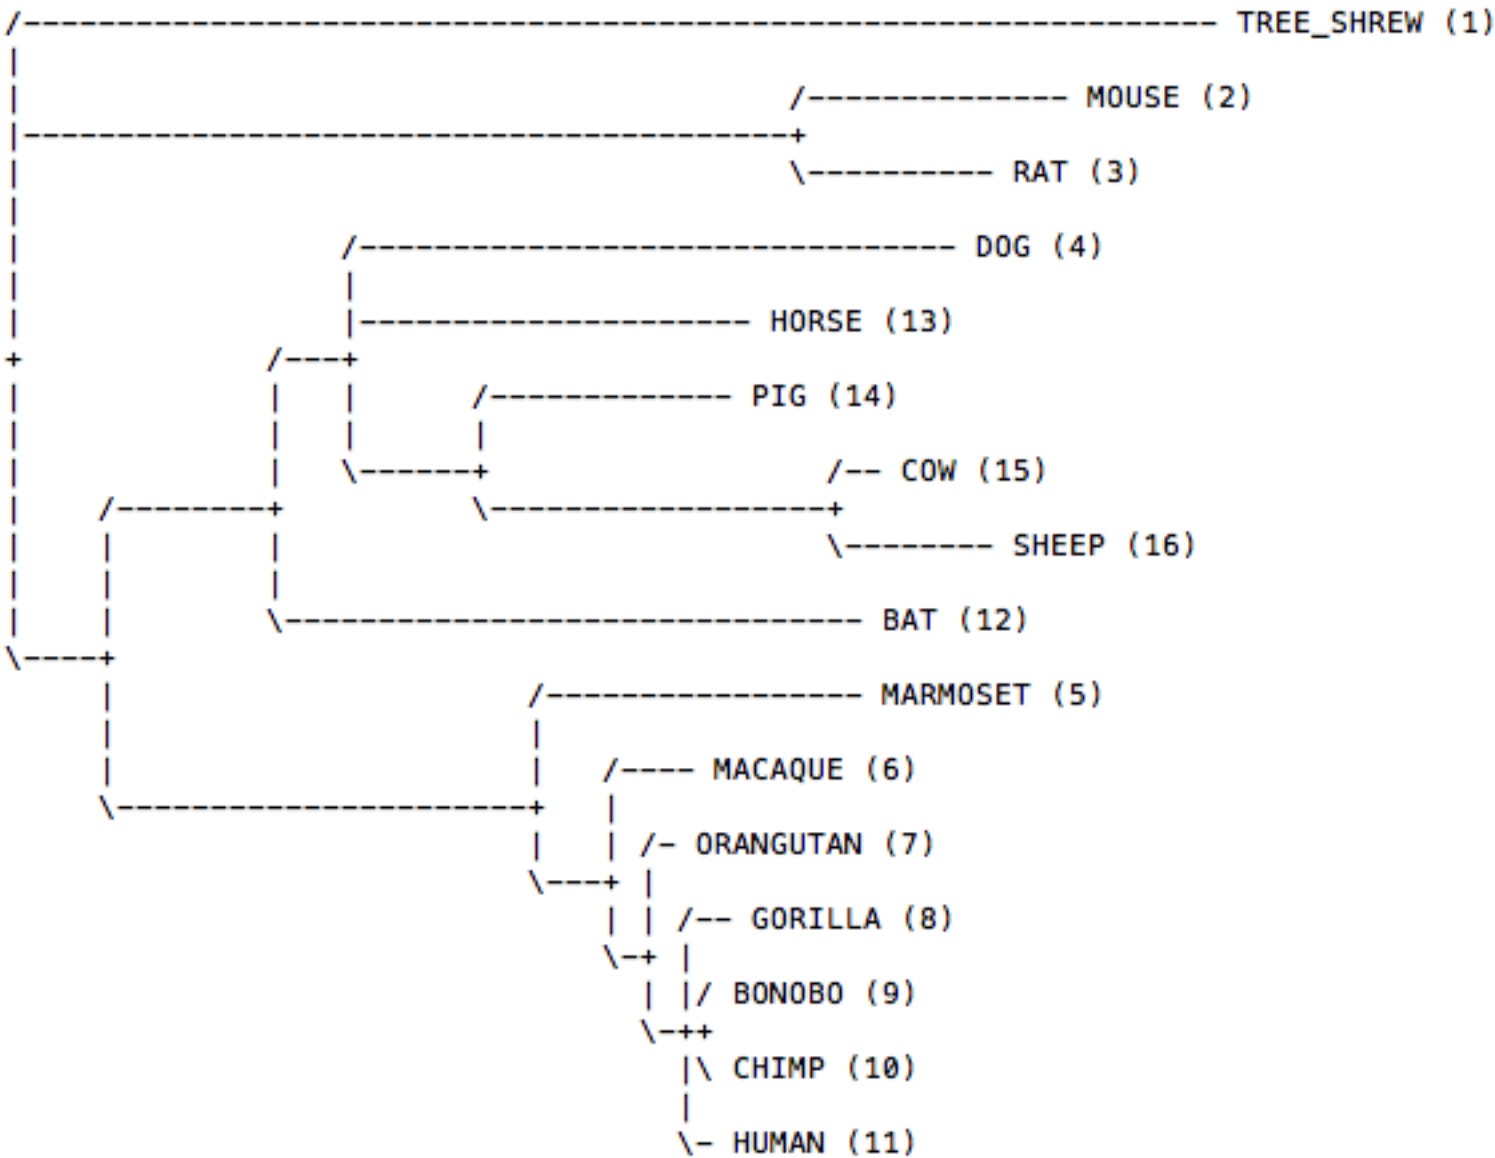 TREE_SHREW (1)
MOUSE (2)
RAT (3)
DOG (4)
HORSE (13)
PIG (14)
COW (15)
SHEEP (16)
BAT (12)
MARMOSET (5)
MACAQUE (6)
ORANGUTAN (7)
GORILLA (8)
BONOBO (9)
CHIMP (10)
HUMAN (11)